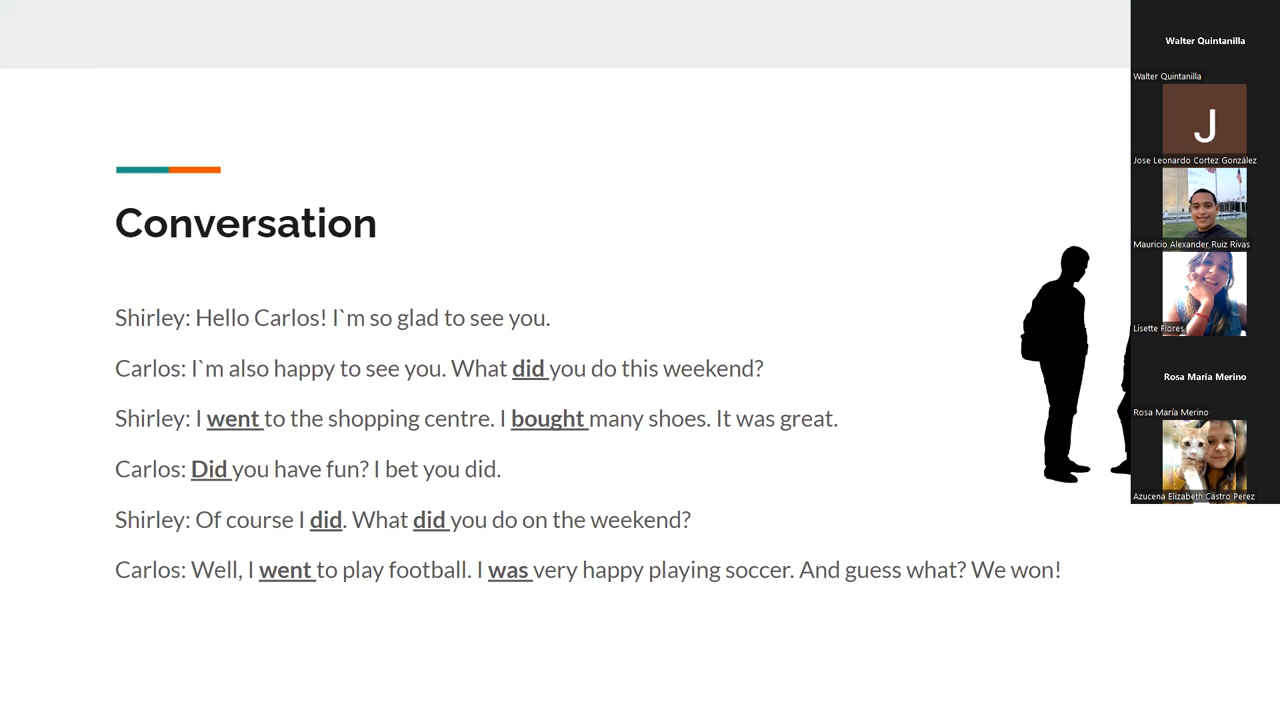 Conversation
Shirley: Hello Carlos! I`m so glad to see you.
Carlos: I`m also happy to see you. What did you do this weekend?
Shirley: I went to the shopping centre. I bought many shoes. It was great.
Carlos: Did you have fun? I bet you did.
Shirley: Of course I did. What did you do on the weekend?
Carlos: Well, I went to play football. I was very happy playing soccer. And guess what? We won!
Walter Quintanilla
Walter Quintanilla
J
Jose Leonardo Cortez González
Mauricio Alexander Ruiz Rivas
Lisette Flores
Rosa María Merino
Rosa María Merino
Azucena Elizabeth Castro Perez